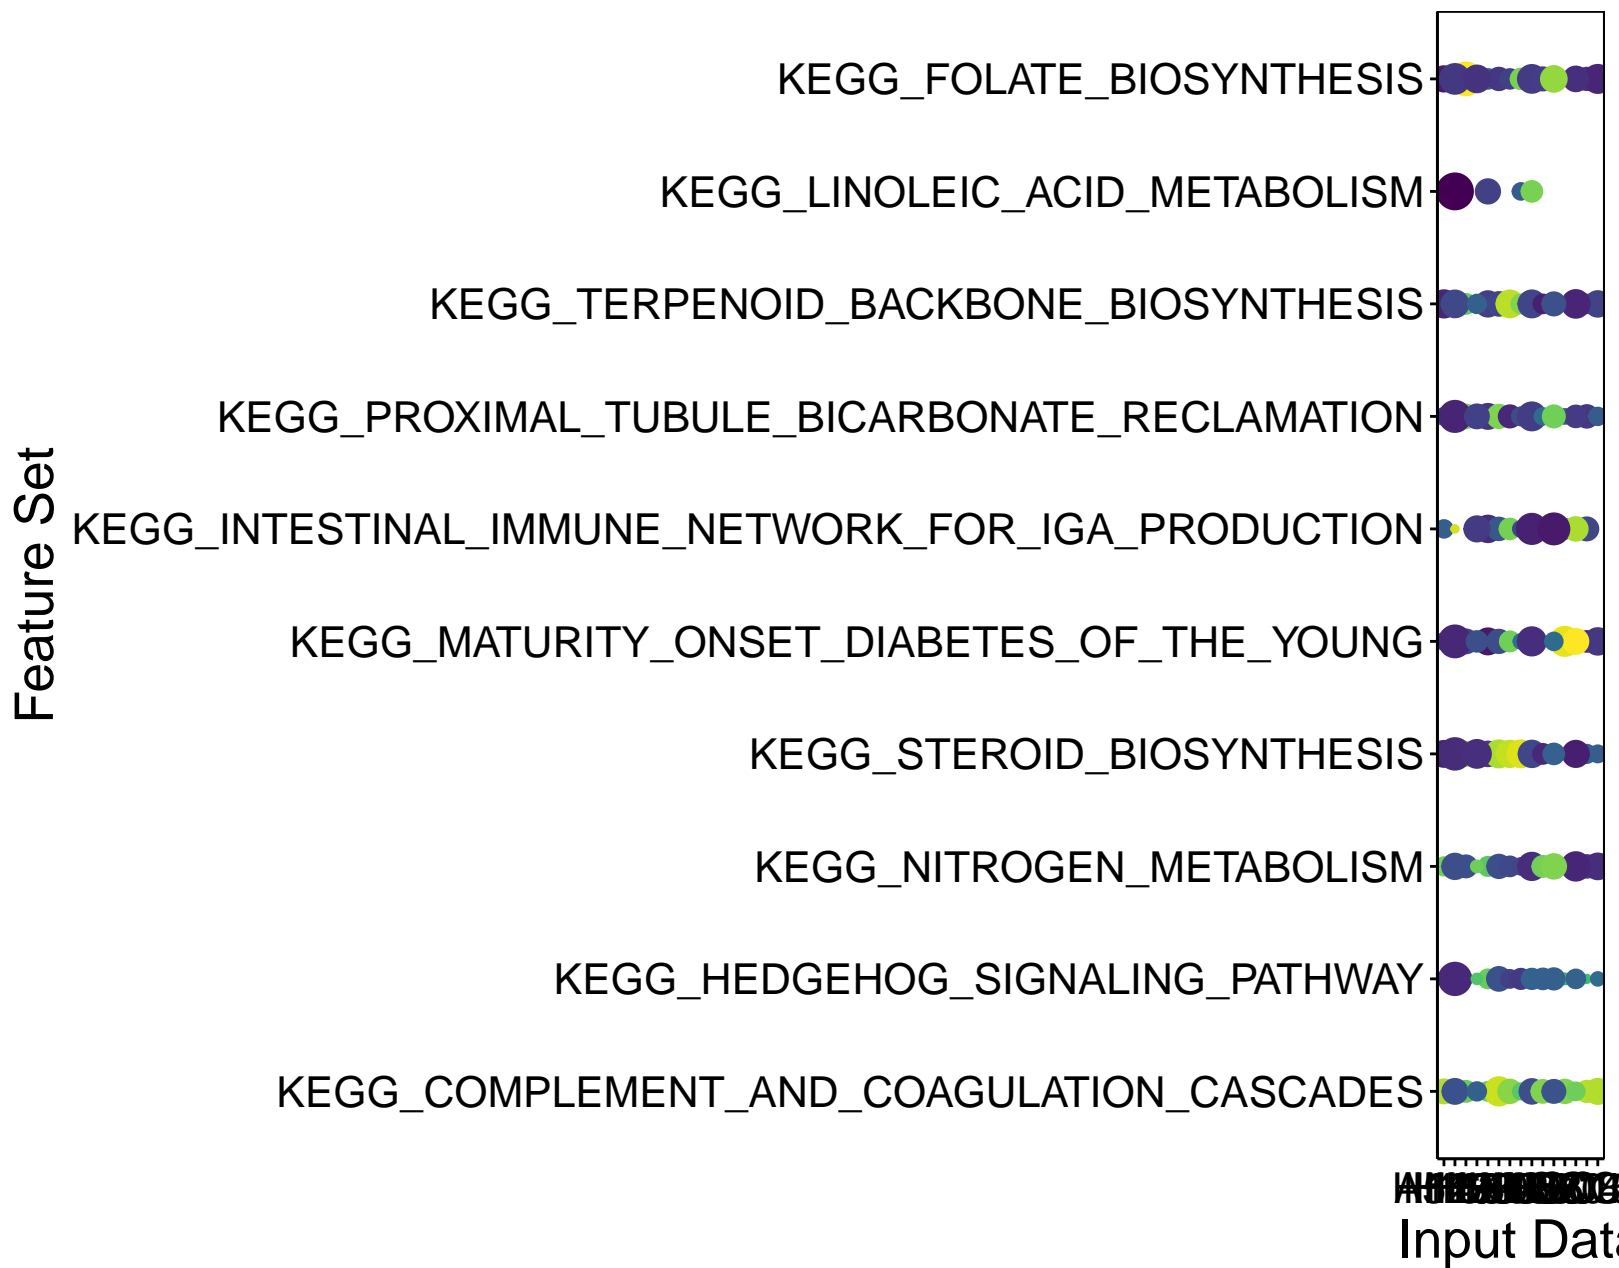 KEGG_FOLATE_BIOSYNTHESIS
KEGG_LINOLEIC_ACID_METABOLISM
KEGG_TERPENOID_BACKBONE_BIOSYNTHESIS
KEGG_PROXIMAL_TUBULE_BICARBONATE_RECLAMATION
KEGG_INTESTINAL_IMMUNE_NETWORK_FOR_IGA_PRODUCTION
KEGG_MATURITY_ONSET_DIABETES_OF_THE_YOUNG
KEGG_STEROID_BIOSYNTHESIS
KEGG_NITROGEN_METABOLISM
KEGG_HEDGEHOG_SIGNALING_PATHWAY
KEGG_COMPLEMENT_AND_COAGULATION_CASCADES
Feature Set
Input Data